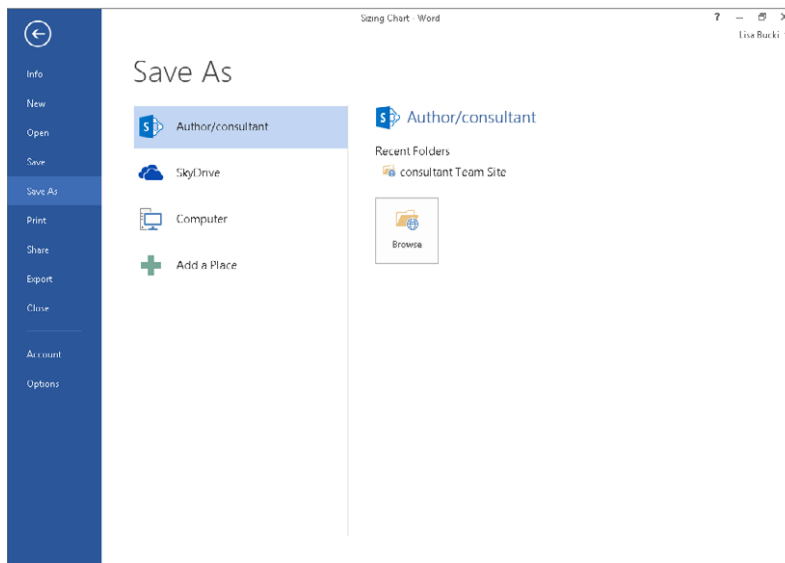 Sizing Chart - Word
?
Lisa Bucki
Info
New
Open
Save
Save As
Print
Share
Export
Close
Account
Options
Save As
S Author/consultant
SkyDrive
Computer
Add a Place
S Author/consultant
Recent Folders
consultant Team Site
Browse